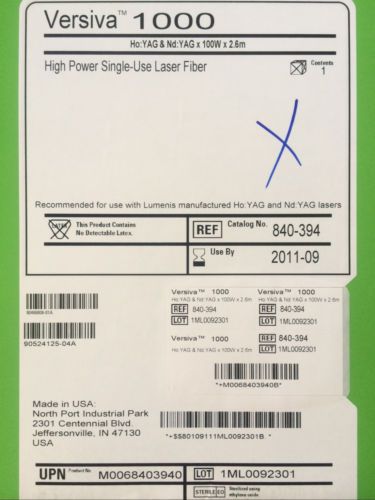 Versiva™ 1000
Ho:YAG & Nd:YAG x 100W x 2.6m
High Power Single-Use Laser Fiber
Contents
1
Recommended for use with Lumenis manufactured Ho:YAG and Nd:YAG lasers
LATEX
This Product Contains
No Detectable Latex.
REF Catalog No. 840-394
Use By 2011-09
Versiva™ 1000
Ho:YAG & Nd:YAG x 100W x 2.6m
REF 840-394
LOT 1ML0092301
Versiva™ 1000
Ho:YAG & Nd:YAG x 100W x 2.6m
REF 840-394
LOT 1ML0092301
Versiva™ 1000
Ho:YAG & Nd:YAG x 100W x 2.6m
REF 840-394
LOT 1ML0092301
*+M0068403940B*
90524125-04A
Made in USA:
North Port Industrial Park
2301 Centennial Blvd.
Jeffersonville, IN 47130
USA
*+$$80109111ML0092301B.*
UPN Product No. M0068403940
LOT 1ML0092301
STERILE EO
Sterilized using
ethylene oxide